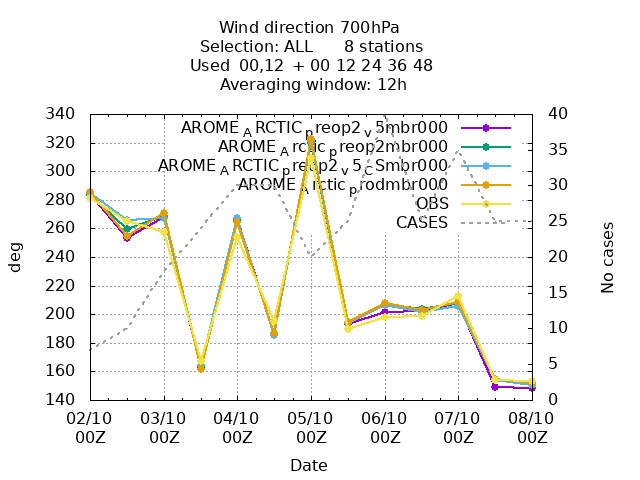 Wind direction 700hPa
Selection: ALL 8 stations
Used 00,12 + 00 12 24 36 48
Averaging window: 12h
340 40
AROME_ARCTIC_preop2_v5mbr000
320 35
AROME_Arctic_preop2mbr000
AROME_ARCTIC_preop2_v5_CSmbr000
300 30
AROME_Arctic_prodmbr000
280 OBS 25
260 CASES
240 20
220 15
200 10
180
160 5
140 0
deg
No cases
02/10 03/10 04/10 05/10 06/10 07/10 08/10
00Z 00Z 00Z 00Z 00Z 00Z 00Z
Date